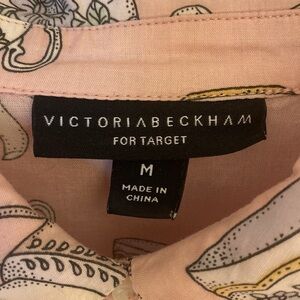 VICTORIABECKHAM
FOR TARGET
M
MADE IN
CHINA